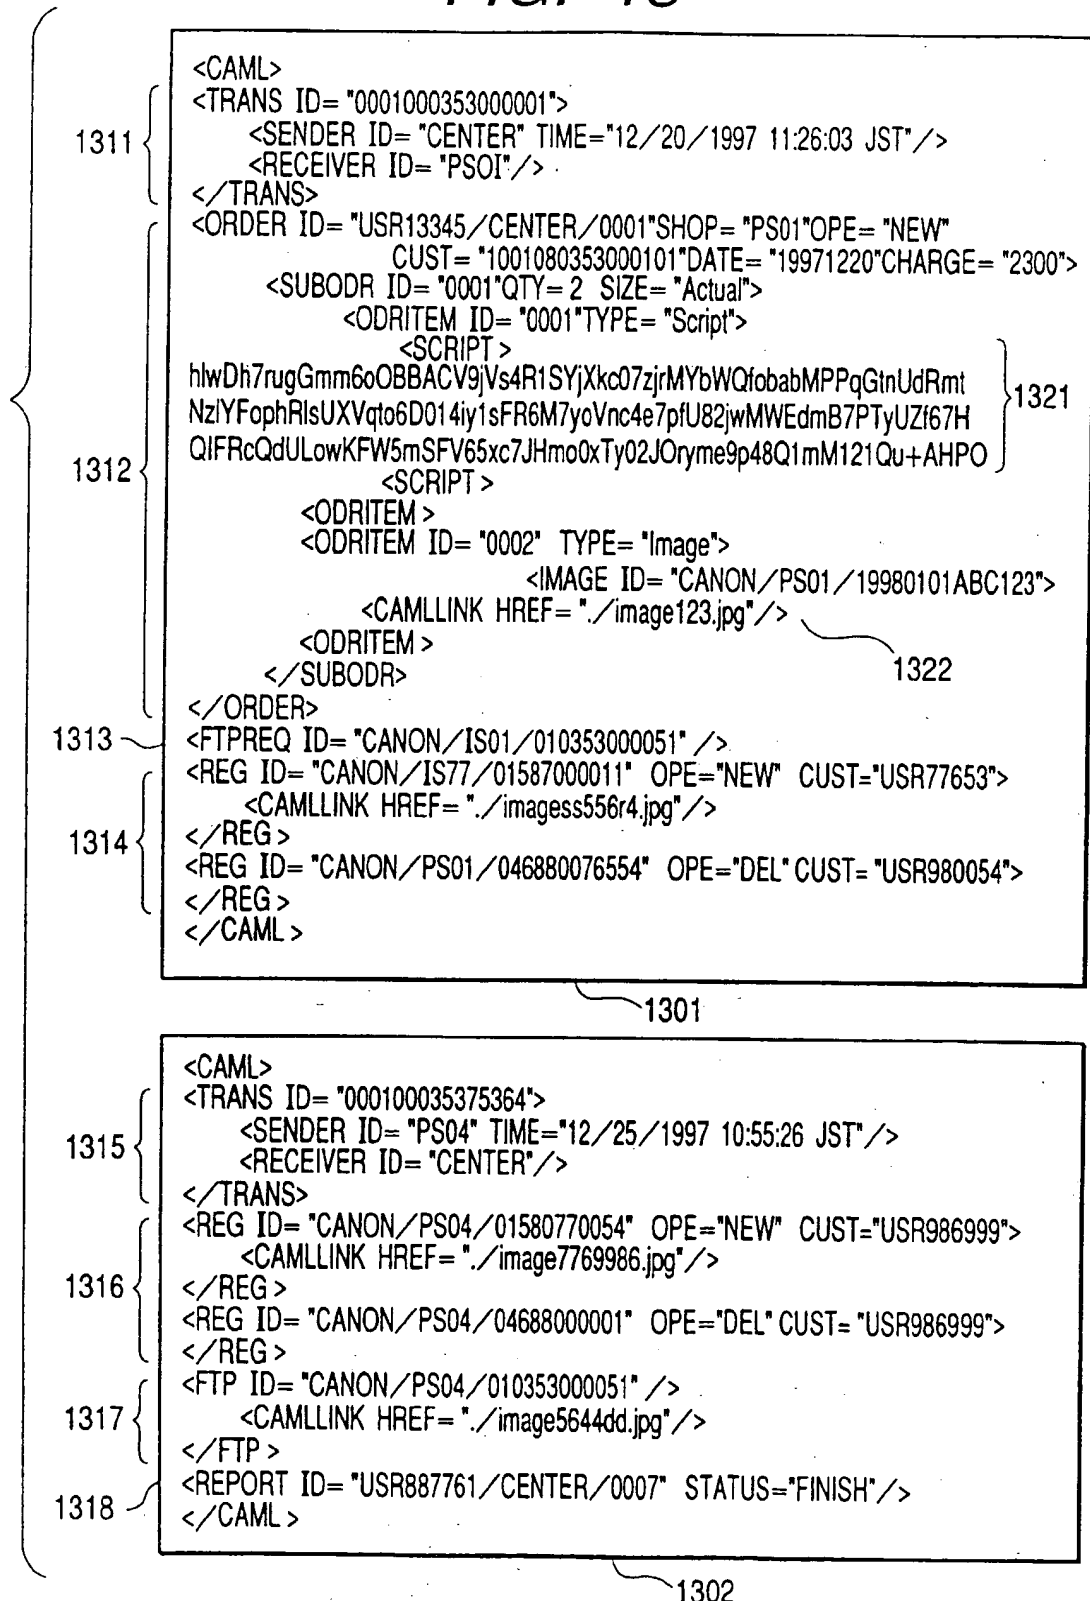 1311
<CAML>
<TRANS ID= "0001000353000001">
<SENDER ID= "CENTER" TIME="12/20/1997 11:26:03 JST"/>
<RECEIVER ID= "PSOI"/>
</TRANS>
1312
<ORDER ID= "USR13345/CENTER/0001"SHOP= "PS01"OPE= "NEW"
CUST= "1001080353000101"DATE= "19971220"CHARGE= "2300">
<SUBODR ID= "0001"QTY= 2 SIZE= "Actual">
<ODRITEM ID= "0001"TYPE= "Script">
<SCRIPT>
hlwDh7rugGmm6oOBBACV9jVs4R1SYjXkc07zjrMYbWQfobabMPPqGtnUdRmt
NzlYFophRlsUXVqto6D014iy1sFR6M7yoVnc4e7pfU82jwMWEdmB7PTyUZf67H
QIFRcQdULowKFW5mSFV65xc7JHmo0xTy02JOryme9p48Q1mM121Qu+AHPO
1321
<SCRIPT>
<ODRITEM>
<ODRITEM ID= "0002" TYPE= "Image">
<IMAGE ID= "CANON/PS01/19980101ABC123">
<CAMLLINK HREF= "./image123.jpg"/>
1322
<ODRITEM>
</SUBODR>
</ORDER>
1313
<FTPREQ ID= "CANON/IS01/010353000051" />
1314
<REG ID= "CANON/IS77/01587000011" OPE="NEW" CUST="USR77653">
<CAMLLINK HREF= "./imagess556r4.jpg"/>
</REG>
<REG ID= "CANON/PS01/046880076554" OPE="DEL" CUST= "USR980054">
</REG>
</CAML>
1301
1315
<CAML>
<TRANS ID= "000100035375364">
<SENDER ID= "PS04" TIME="12/25/1997 10:55:26 JST"/>
<RECEIVER ID= "CENTER"/>
</TRANS>
1316
<REG ID= "CANON/PS04/01580770054" OPE="NEW" CUST="USR986999">
<CAMLLINK HREF= "./image7769986.jpg"/>
</REG>
<REG ID= "CANON/PS04/04688000001" OPE="DEL" CUST= "USR986999">
</REG>
1317
<FTP ID= "CANON/PS04/010353000051" />
<CAMLLINK HREF= "./image5644dd.jpg"/>
</FTP>
1318
<REPORT ID= "USR887761/CENTER/0007" STATUS="FINISH"/>
</CAML>
1302